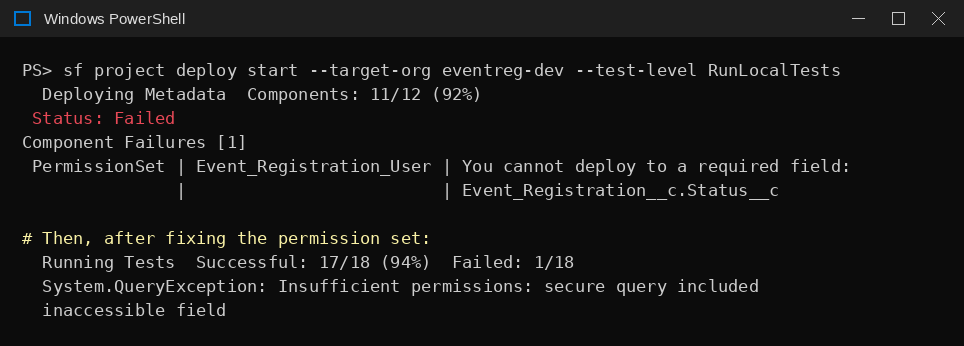 Windows PowerShell
PS> sf project deploy start --target-org eventreg-dev --test-level RunLocalTests
Deploying Metadata  Components: 11/12 (92%)
Status: Failed
Component Failures [1]
PermissionSet | Event_Registration_User | You cannot deploy to a required field:
| | Event_Registration__c.Status__c
# Then, after fixing the permission set:
Running Tests  Successful: 17/18 (94%)  Failed: 1/18
System.QueryException: Insufficient permissions: secure query included
inaccessible field